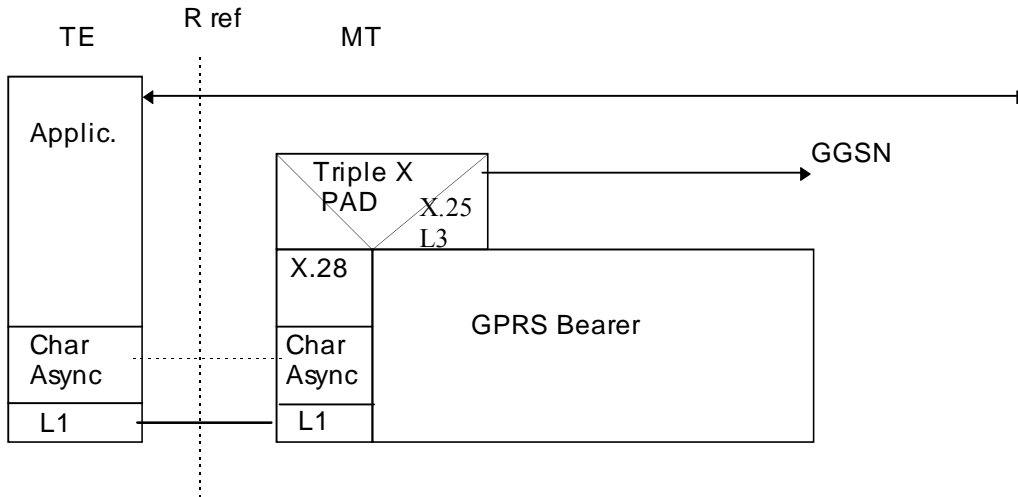 R ref
TE
MT
Applic.
GGSN
Triple X
PAD
X.25
L3
X.28
GPRS Bearer
Char
Async
Char
Async
L1
L1